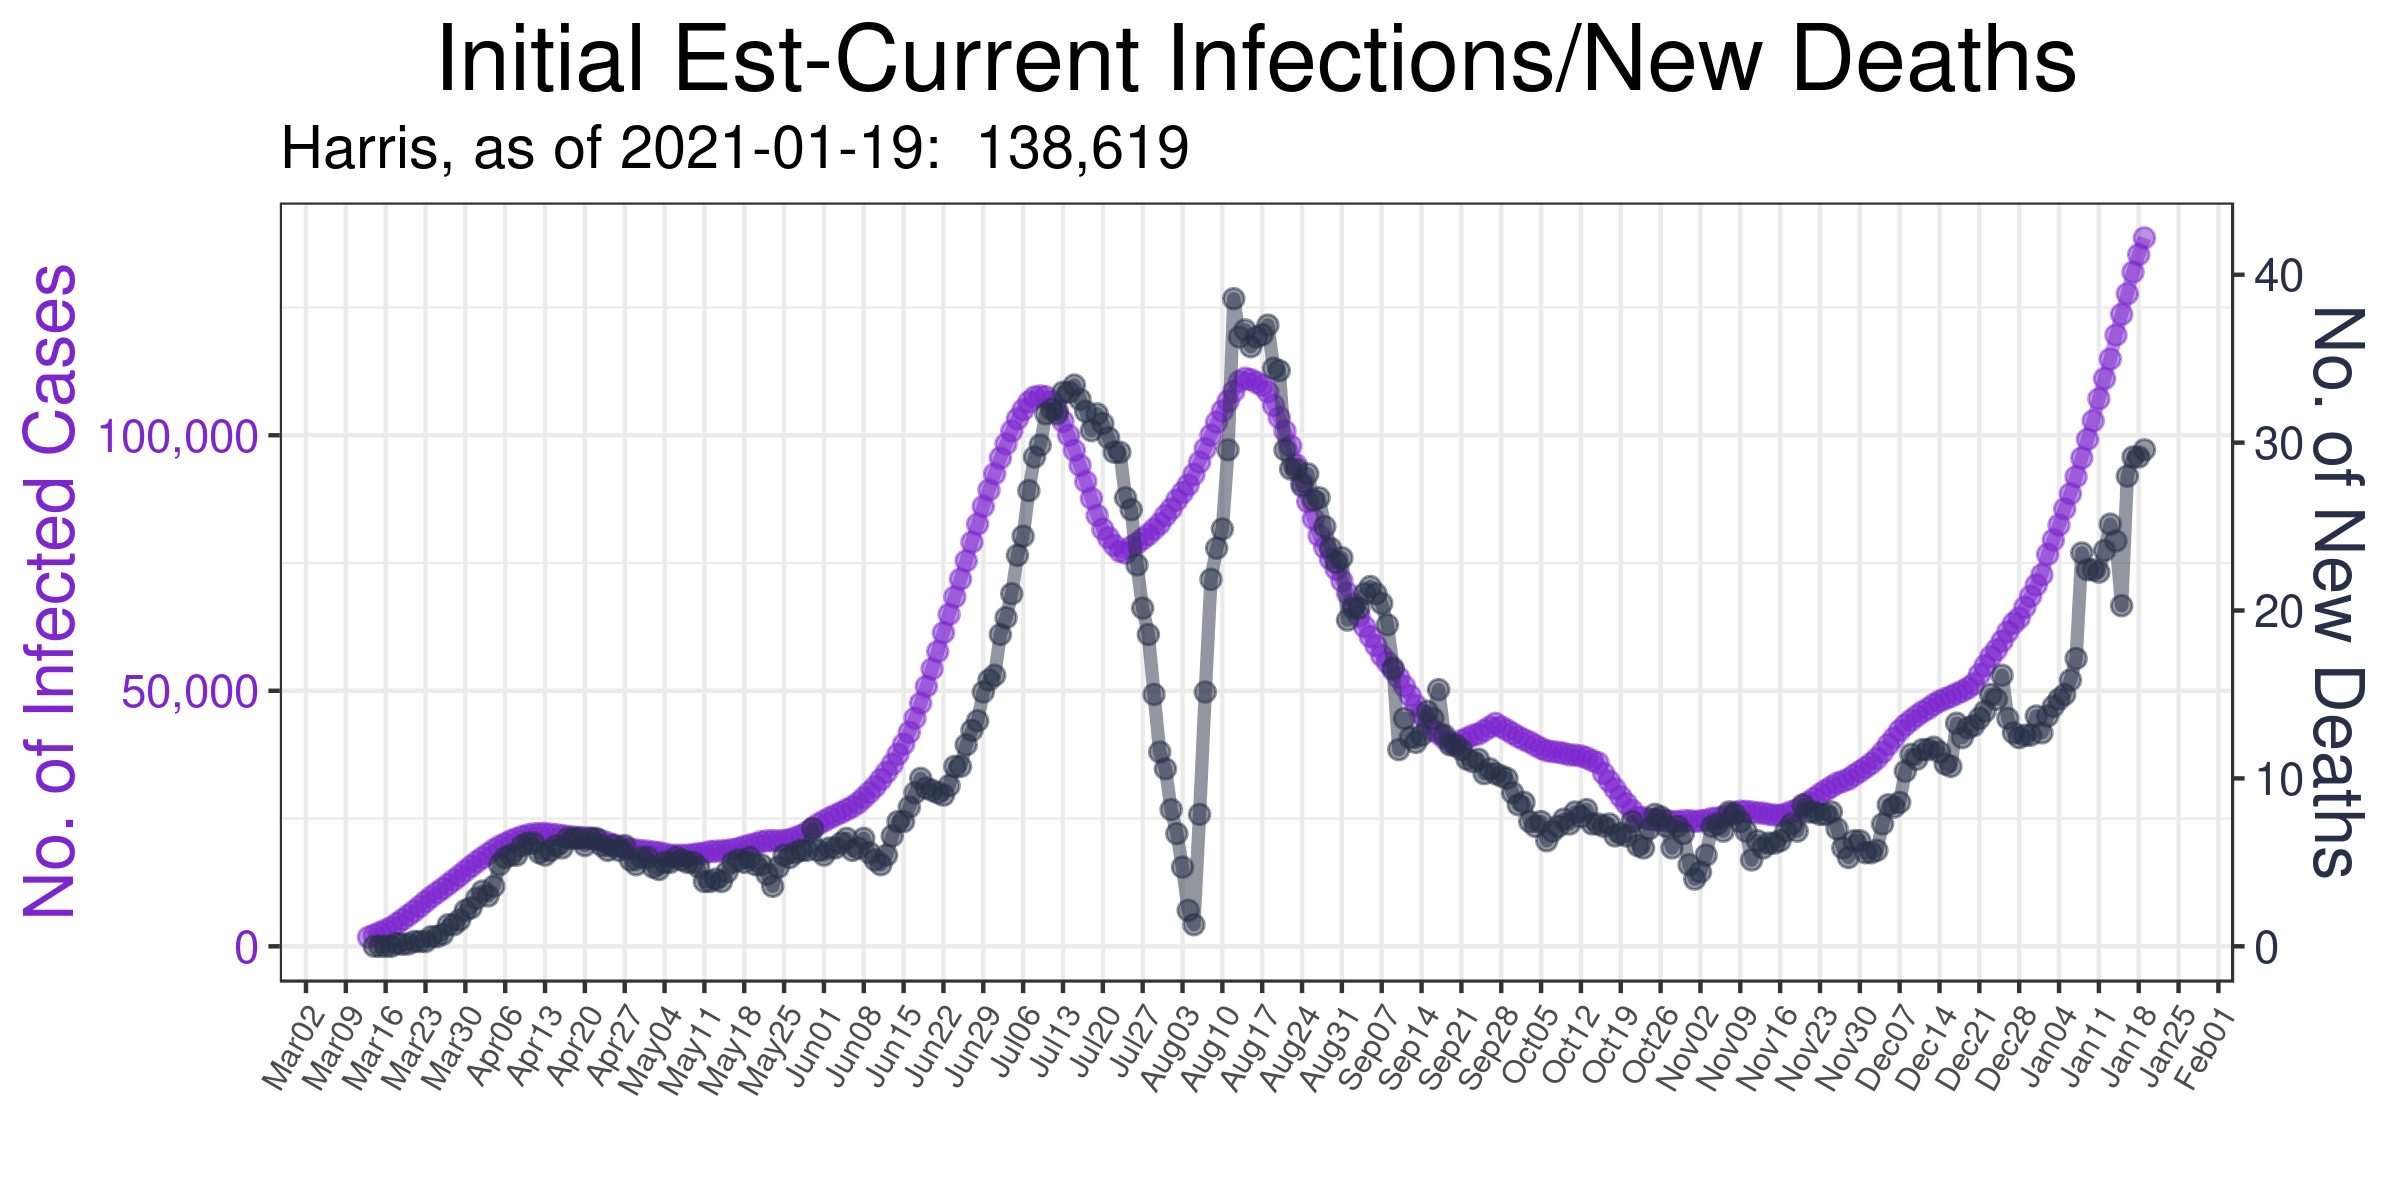 Initial Est-Current Infections/New Deaths
Harris, as of 2021-01-19:  138,619
No. of Infected Cases
100,000
50,000
0
40
30
20
10
0
No. of New Deaths
Mar02
Mar09
Mar16
Mar23
Mar30
Apr06
Apr13
Apr20
Apr27
May04
May11
May18
May25
Jun01
Jun08
Jun15
Jun22
Jun29
Jul06
Jul13
Jul20
Jul27
Aug03
Aug10
Aug17
Aug24
Aug31
Sep07
Sep14
Sep21
Sep28
Oct05
Oct12
Oct19
Oct26
Nov02
Nov09
Nov16
Nov23
Nov30
Dec07
Dec14
Dec21
Dec28
Jan04
Jan11
Jan18
Jan25
Feb01